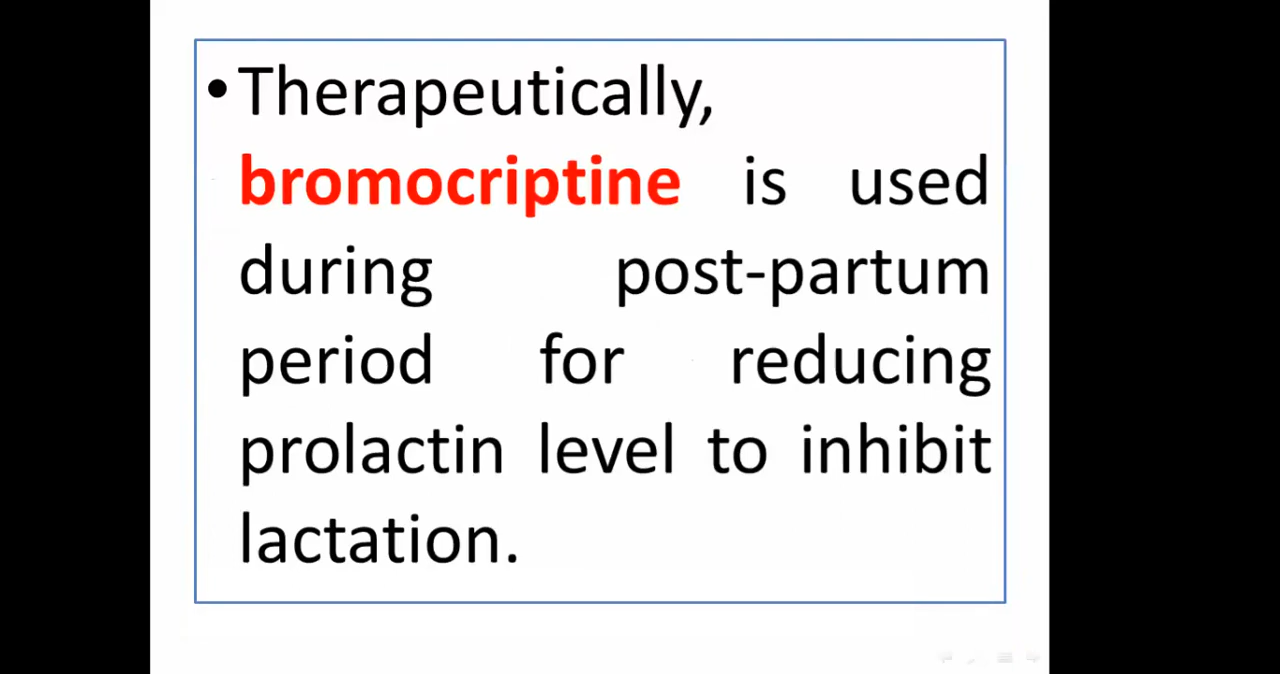 • Therapeutically,
bromocriptine is used
during post-partum
period for reducing
prolactin level to inhibit
lactation.